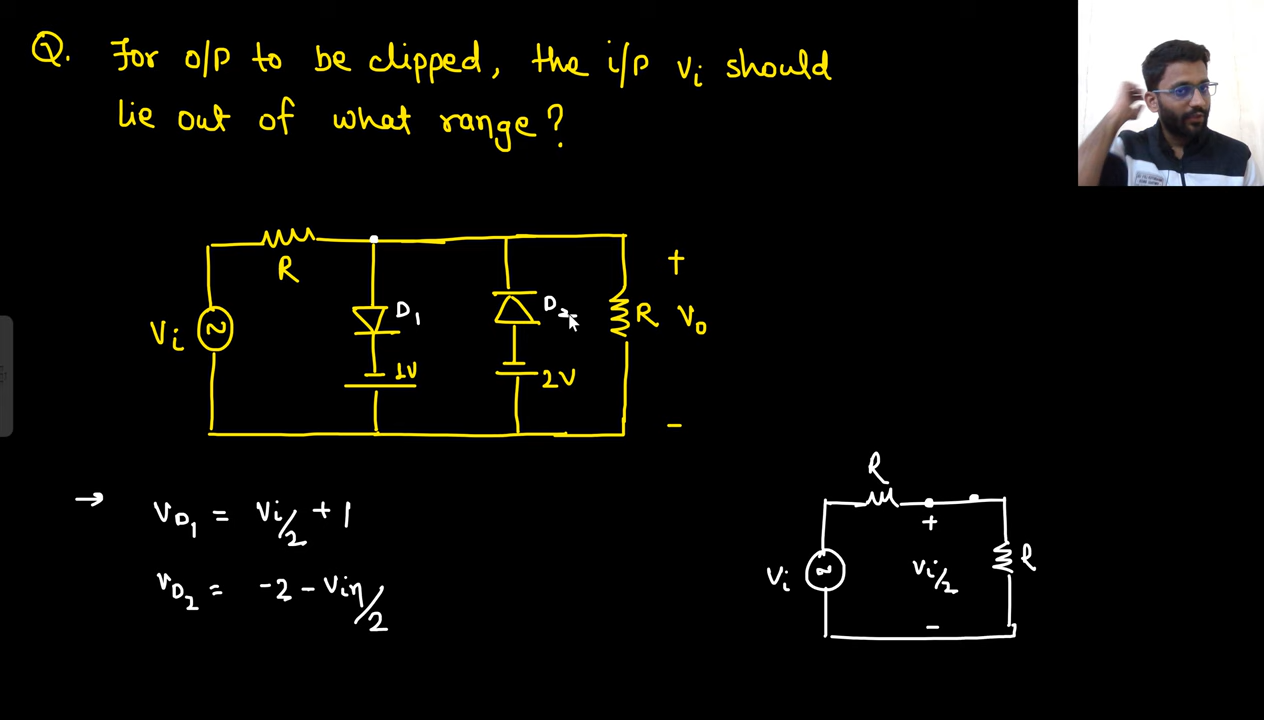 Q. For o/p to be clipped, the i/p Vi should
lie out of what range?
R
D1
1V
D2
2V
R
+
Vo
-
Vi
→ VD1 = Vi/2 + 1
VD2 = -2 - Vin/2
R
+
Vi
Vi/2
R
-